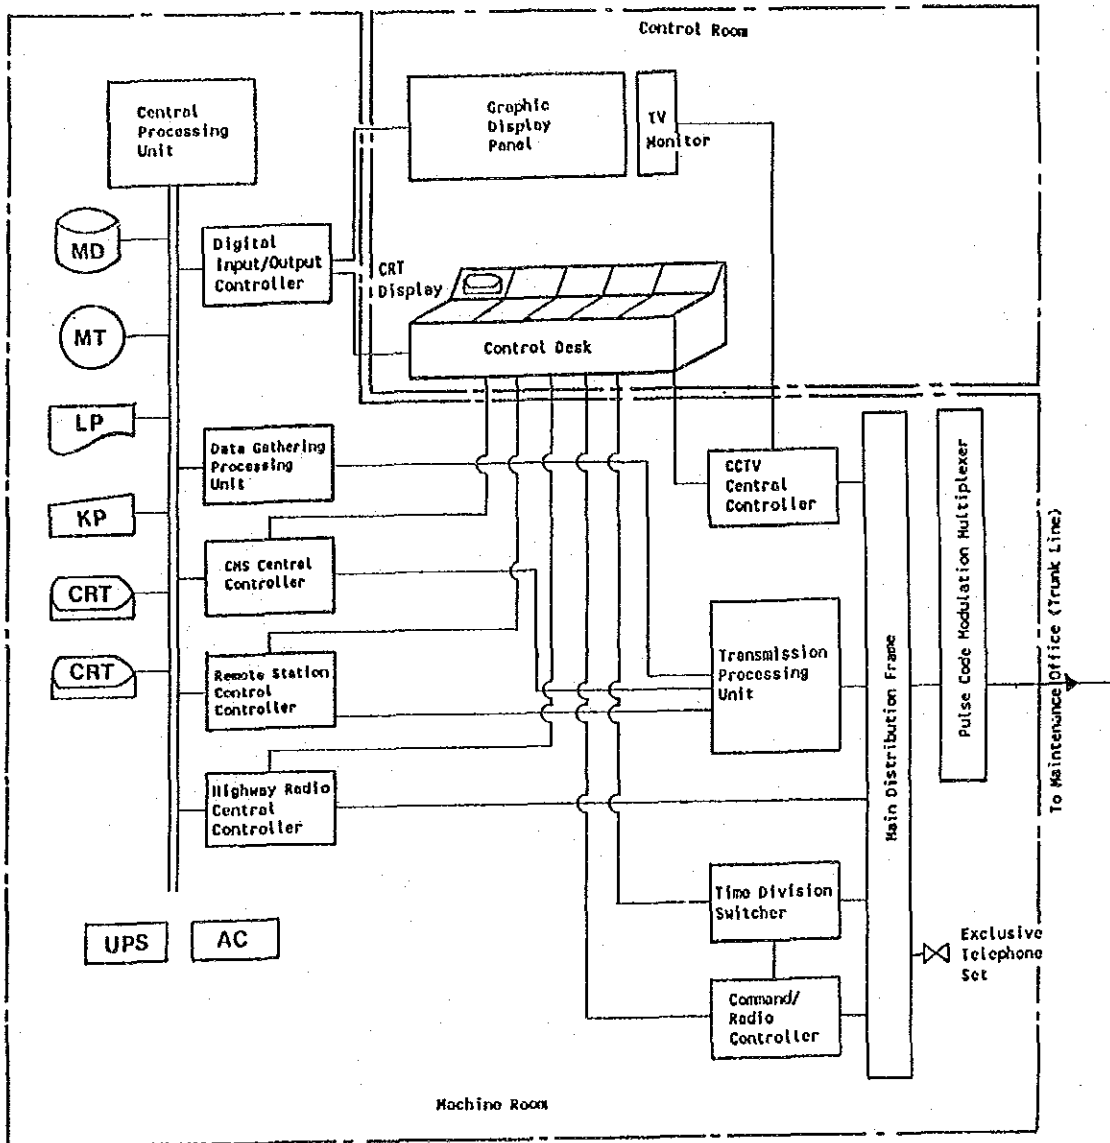 Control Room
Central
Processing
Unit
Graphic
Display
Panel
TV
Monitor
MD
Digital
Input/Output
Controller
CRT
Display
MT
Control Desk
LP
Data Gathering
Processing
Unit
CCTV
Central
Controller
KP
CMS Central
Controller
CRT
CRT
Remote Station
Control
Controller
Transmission
Processing
Unit
Main Distribution Frame
Pulse Code Modulation Multiplexer
To Maintenance Office (Trunk Line)
Highway Radio
Central
Controller
Time Division
Switcher
UPS
AC
Exclusive
Telephone
Set
Command/
Radio
Controller
Machine Room